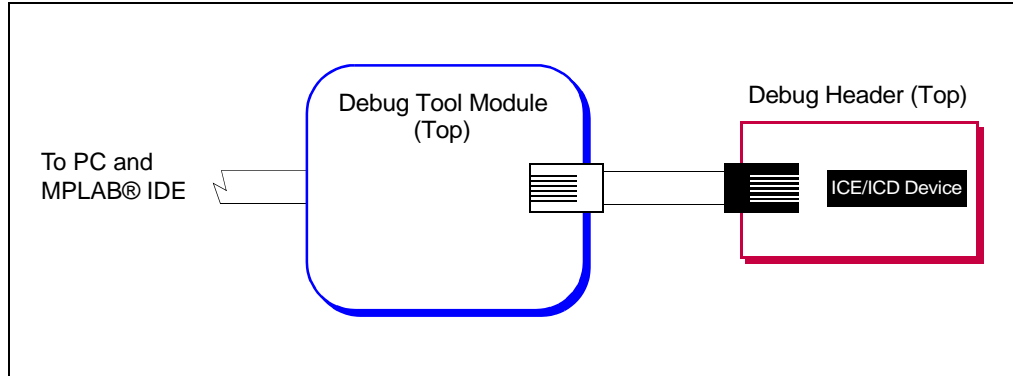 To PC and
MPLAB® IDE
Debug Tool Module
(Top)
Debug Header (Top)
ICE/ICD Device